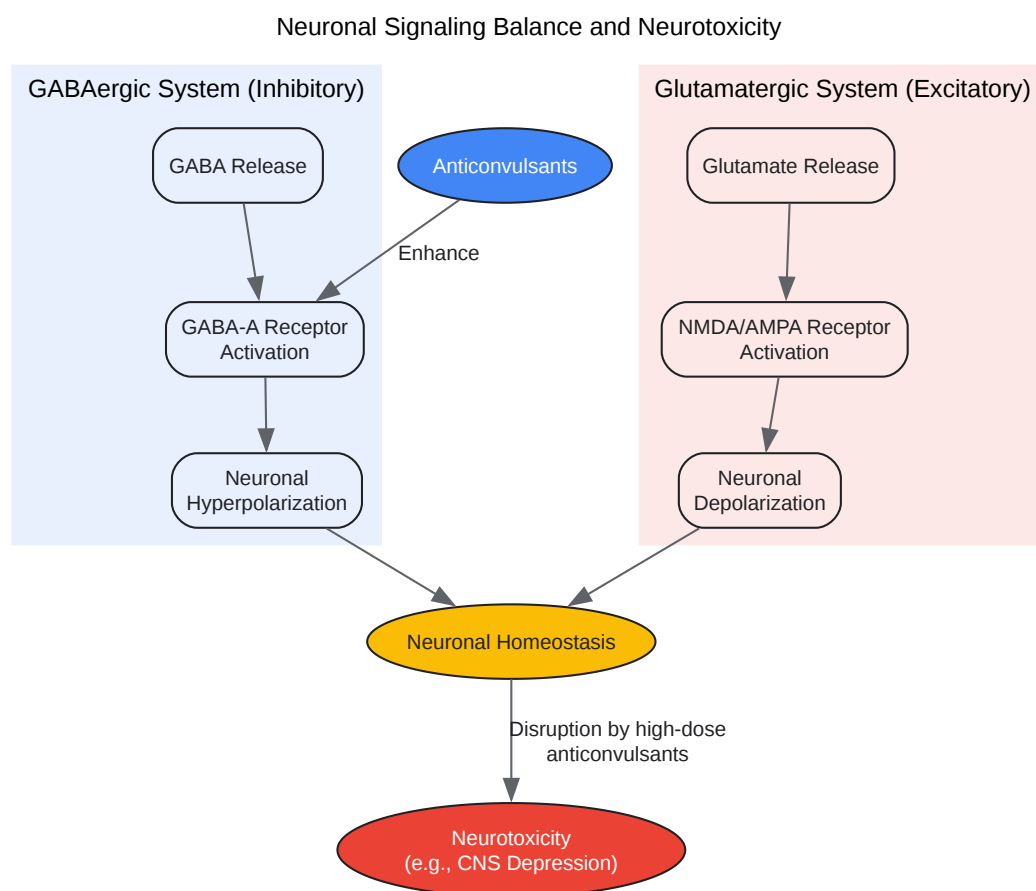 Neuronal Signaling Balance and Neurotoxicity
GABAergic System (Inhibitory)
Glutamatergic System (Excitatory)
GABA Release
Anticonvulsants
Glutamate Release
Enhance
GABA-A Receptor
Activation
NMDA/AMPA Receptor
Activation
Neuronal
Hyperpolarization
Neuronal
Depolarization
Neuronal Homeostasis
Disruption by high-dose
anticonvulsants
Neurotoxicity
(e.g., CNS Depression)